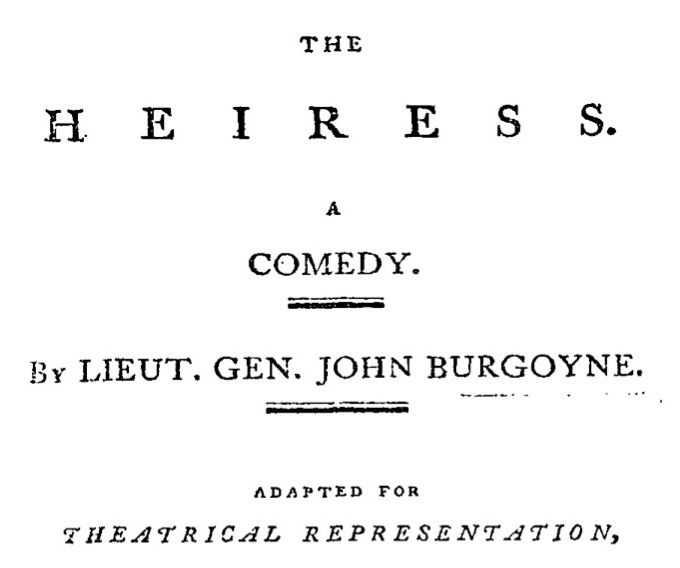 THE
HEIRESS.
A
COMEDY.
By LIEUT. GEN. JOHN BURGOYNE.
ADAPTED FOR
THEATRICAL REPRESENTATION,